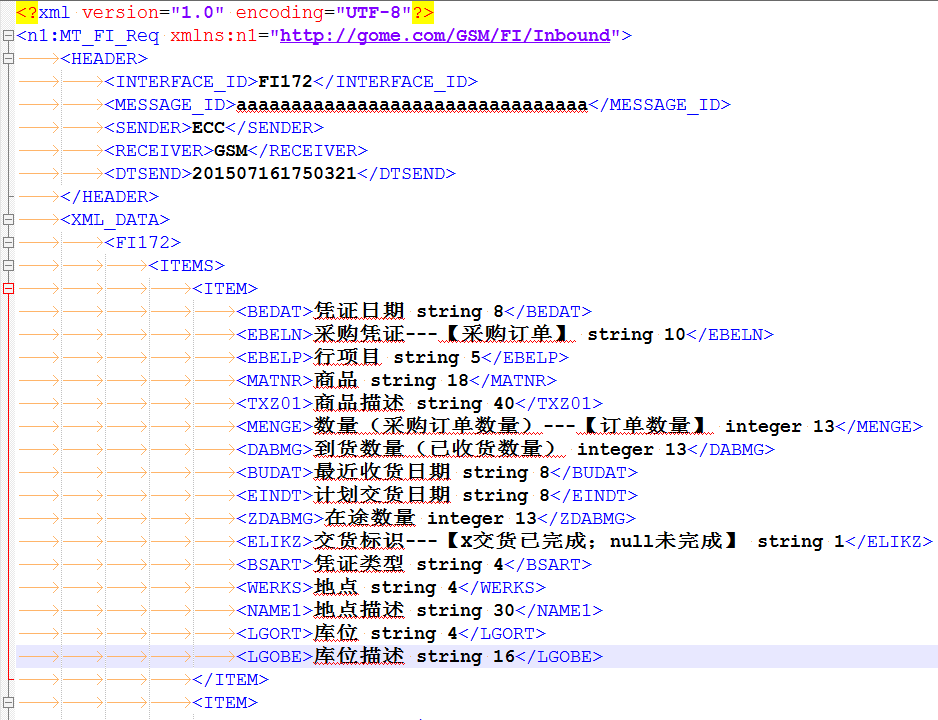 <?xml version="1.0" encoding="UTF-8"?>
<n1:MT_FI_Req xmlns:n1="http://gome.com/GSM/FI/Inbound">
<HEADER>
<INTERFACE_ID>FI172</INTERFACE_ID>
<MESSAGE_ID>aaaaaaaaaaaaaaaaaaaaaaaaaaaaaaaa</MESSAGE_ID>
<SENDER>ECC</SENDER>
<RECEIVER>GSM</RECEIVER>
<DTSEND>201507161750321</DTSEND>
</HEADER>
<XML_DATA>
<FI172>
<ITEMS>
<ITEM>
<BEDAT>凭证日期 string 8</BEDAT>
<EBELN>采购凭证---【采购订单】 string 10</EBELN>
<EBELP>行项目 string 5</EBELP>
<MATNR>商品 string 18</MATNR>
<TXZ01>商品描述 string 40</TXZ01>
<MENGE>数量（采购订单数量）---【订单数量】 integer 13</MENGE>
<DABMG>到货数量（已收货数量） integer 13</DABMG>
<BUDAT>最近收货日期 string 8</BUDAT>
<EINDT>计划交货日期 string 8</EINDT>
<ZDABMG>在途数量 integer 13</ZDABMG>
<ELIKZ>交货标识---【X交货已完成；null未完成】 string 1</ELIKZ>
<BSART>凭证类型 string 4</BSART>
<WERKS>地点 string 4</WERKS>
<NAME1>地点描述 string 30</NAME1>
<LGORT>库位 string 4</LGORT>
<LGOBE>库位描述 string 16</LGOBE>
</ITEM>
<ITEM>